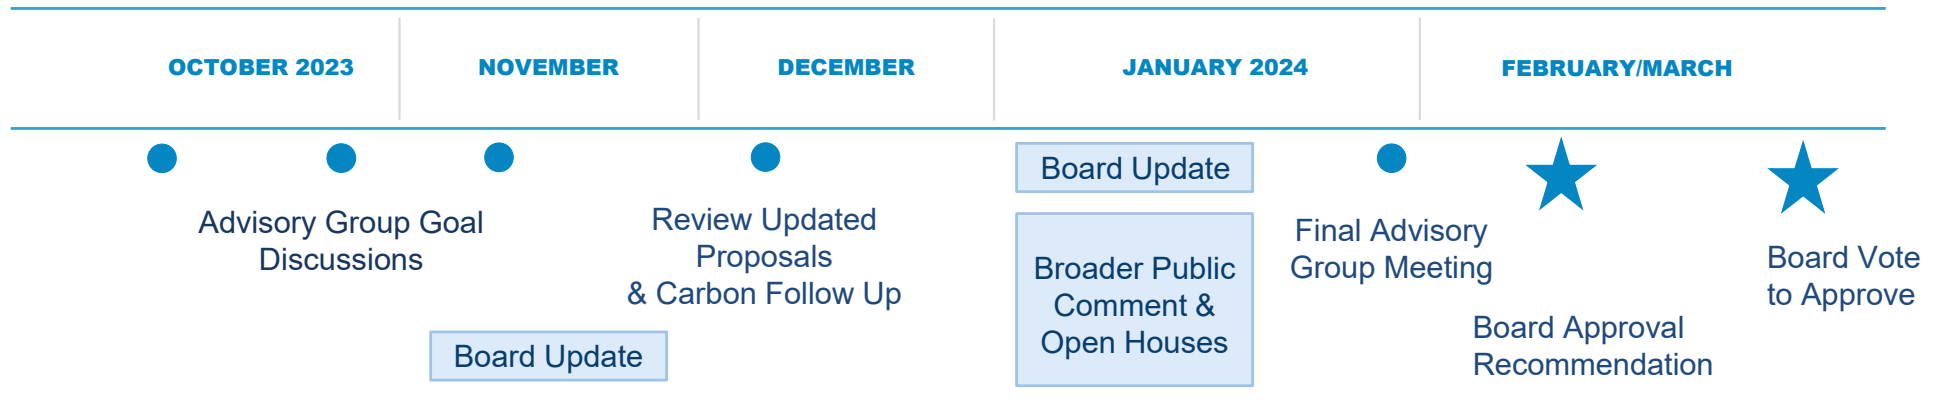 OCTOBER 2023
NOVEMBER
DECEMBER
JANUARY 2024
FEBRUARY/MARCH
Advisory Group Goal
Discussions
Board Update
Review Updated
Proposals
& Carbon Follow Up
Board Update
Broader Public
Comment &
Open Houses
Final Advisory
Group Meeting
Board Approval
Recommendation
Board Vote
to Approve